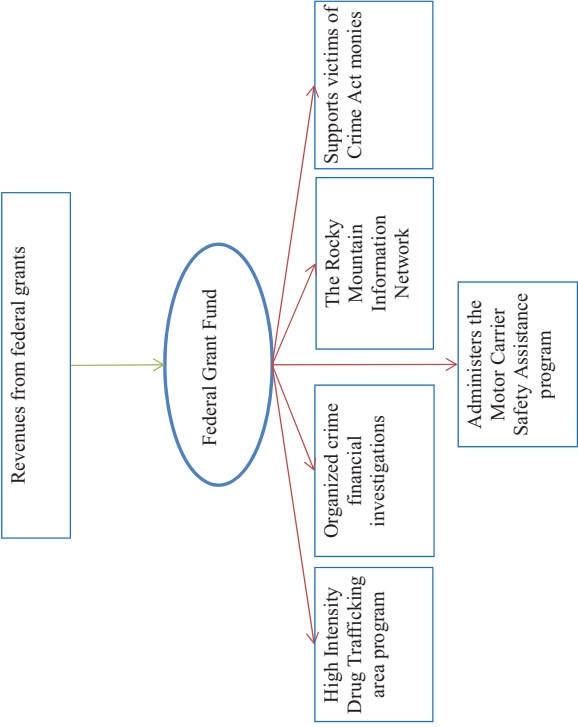 Revenues from federal grants
Federal Grant Fund
High Intensity
Drug Trafficking
area program
Organized crime
financial
investigations
The Rocky
Mountain
Information
Network
Supports victims of
Crime Act monies
Administers the
Motor Carrier
Safety Assistance
program